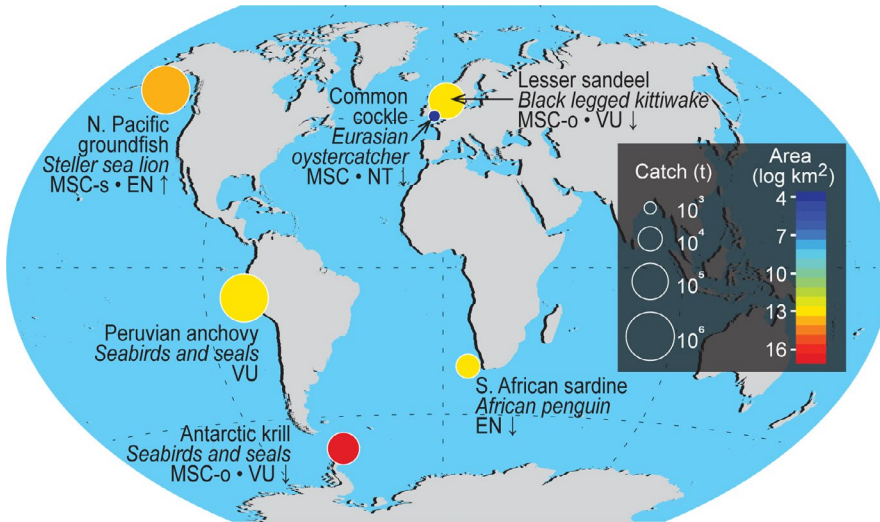 N. Pacific
groundfish
Steller sea lion
MSC-s • EN ↑
Common
cockle
Eurasian
oystercatcher
MSC • NT ↓
Lesser sandeel
Black legged kittiwake
MSC-o • VU ↓
Peruvian anchovy
Seabirds and seals
VU
S. African sardine
African penguin
EN ↓
Antarctic krill
Seabirds and seals
MSC-o • VU ↓
Catch (t)
10³
10⁴
10⁵
10⁶
Area
(log km²)
4
7
10
13
16